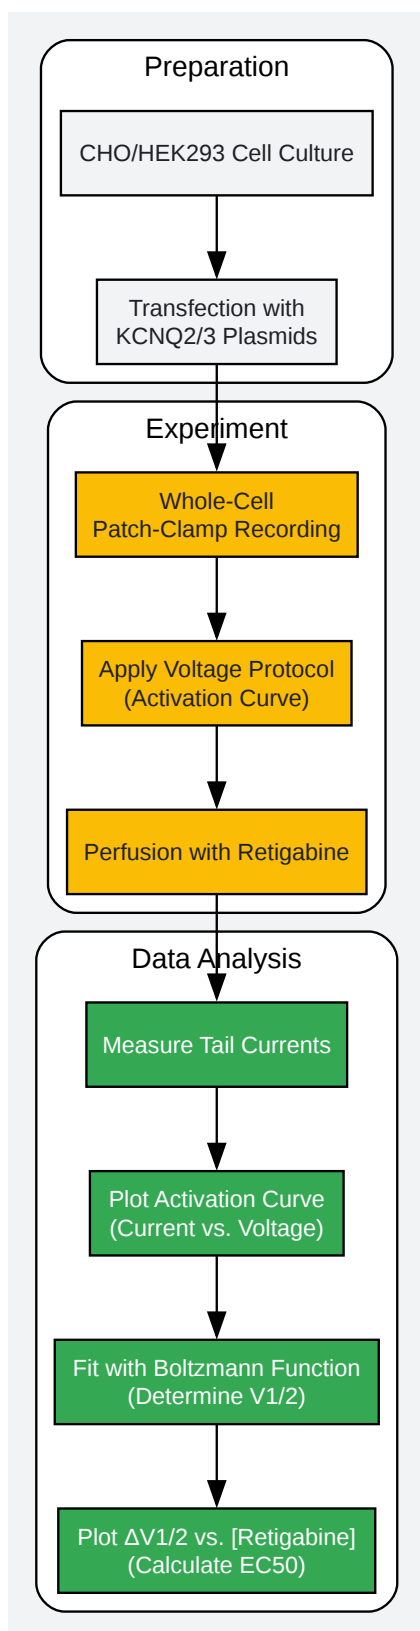 Preparation
CHO/HEK293 Cell Culture
Transfection with
KCNQ2/3 Plasmids
Experiment
Whole-Cell
Patch-Clamp Recording
Apply Voltage Protocol
(Activation Curve)
Perfusion with Retigabine
Data Analysis
Measure Tail Currents
Plot Activation Curve
(Current vs. Voltage)
Fit with Boltzmann Function
(Determine V1/2)
Plot ΔV1/2 vs. [Retigabine]
(Calculate EC50)